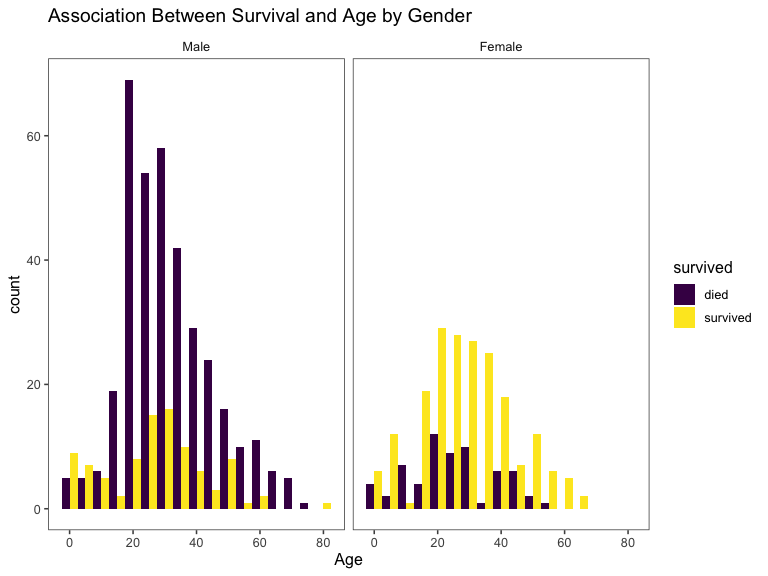 Association Between Survival and Age by Gender
Male
Female
60
40
20
0
count
0 20 40 60 80
0 20 40 60 80
Age
survived
died
survived